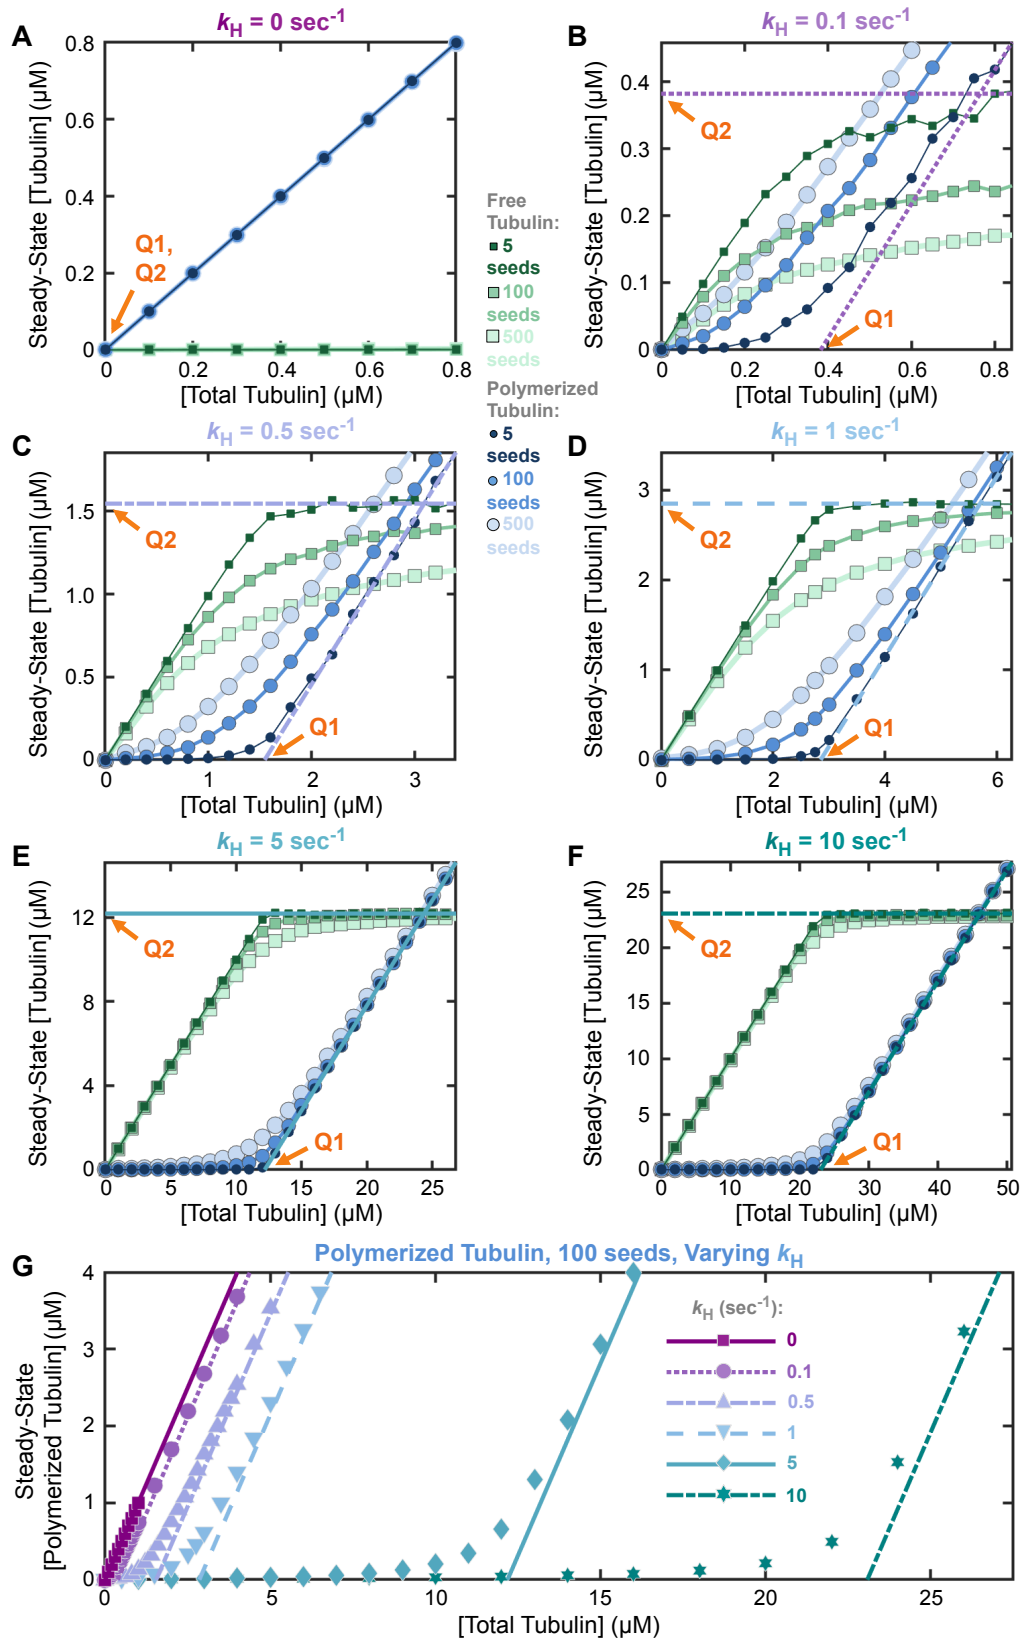 A
k_H = 0 sec⁻¹
Steady-State [Tubulin] (µM)
0.8
0.6
0.4
0.2
0
Q1,
Q2
0
0.2
0.4
0.6
0.8
[Total Tubulin] (µM)
Free
Tubulin:
5
seeds
100
seeds
500
seeds
Polymerized
Tubulin:
5
seeds
100
seeds
500
seeds
B
k_H = 0.1 sec⁻¹
Steady-State [Tubulin] (µM)
0.4
0.3
0.2
0.1
0
Q2
Q1
0
0.2
0.4
0.6
0.8
[Total Tubulin] (µM)
C
k_H = 0.5 sec⁻¹
Steady-State [Tubulin] (µM)
1.5
1.0
0.5
0
Q2
Q1
0
1
2
3
[Total Tubulin] (µM)
D
k_H = 1 sec⁻¹
Steady-State [Tubulin] (µM)
3
2
1
0
Q2
Q1
0
2
4
6
[Total Tubulin] (µM)
E
k_H = 5 sec⁻¹
Steady-State [Tubulin] (µM)
12
8
4
0
Q2
Q1
0
5
10
15
20
25
[Total Tubulin] (µM)
F
k_H = 10 sec⁻¹
Steady-State [Tubulin] (µM)
25
20
15
10
5
0
Q2
Q1
0
10
20
30
40
50
[Total Tubulin] (µM)
G
Polymerized Tubulin, 100 seeds, Varying k_H
Steady-State
[Polymerized Tubulin] (µM)
4
3
2
1
0
k_H (sec⁻¹):
0
0.1
0.5
1
5
10
0
5
10
15
20
25
[Total Tubulin] (µM)